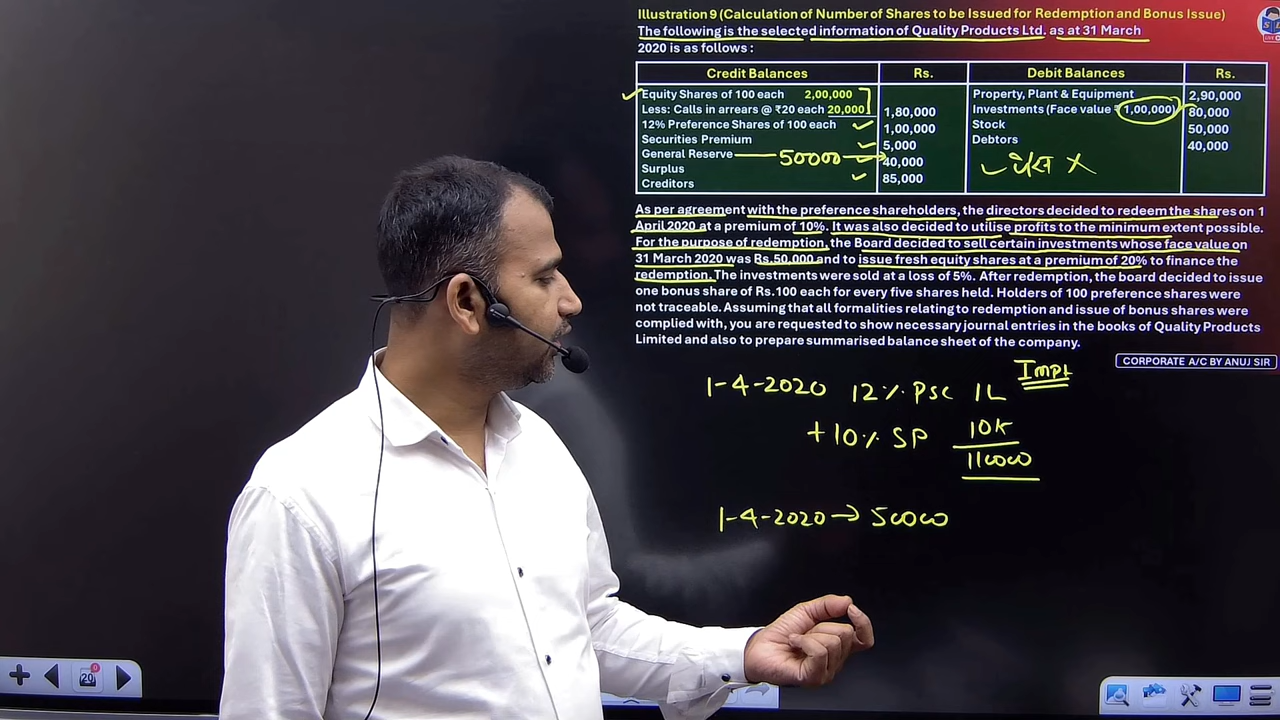 Illustration 9 (Calculation of Number of Shares to be Issued for Redemption and Bonus Issue)
The following is the selected information of Quality Products Ltd. as at 31 March
2020 is as follows :
Credit Balances Rs. Debit Balances Rs.
Equity Shares of 100 each 2,00,000 Property, Plant & Equipment 2,90,000
Less: Calls in arrears @ ₹20 each 20,000 1,80,000 Investments (Face value ₹ 1,00,000) 80,000
12% Preference Shares of 100 each 1,00,000 Stock 50,000
Securities Premium 5,000 Debtors 40,000
General Reserve 50000 40,000
Surplus 85,000
Creditors
As per agreement with the preference shareholders, the directors decided to redeem the shares on 1
April 2020 at a premium of 10%. It was also decided to utilise profits to the minimum extent possible.
For the purpose of redemption, the Board decided to sell certain investments whose face value on
31 March 2020 was Rs.50,000 and to issue fresh equity shares at a premium of 20% to finance the
redemption. The investments were sold at a loss of 5%. After redemption, the board decided to issue
one bonus share of Rs.100 each for every five shares held. Holders of 100 preference shares were
not traceable. Assuming that all formalities relating to redemption and issue of bonus shares were
complied with, you are requested to show necessary journal entries in the books of Quality Products
Limited and also to prepare summarised balance sheet of the company.
CORPORATE A/C BY ANUJ SIR
Impt
1-4-2020 12% PSC 1L
+10% SP 10K
110000
1-4-2020 → 50000
20